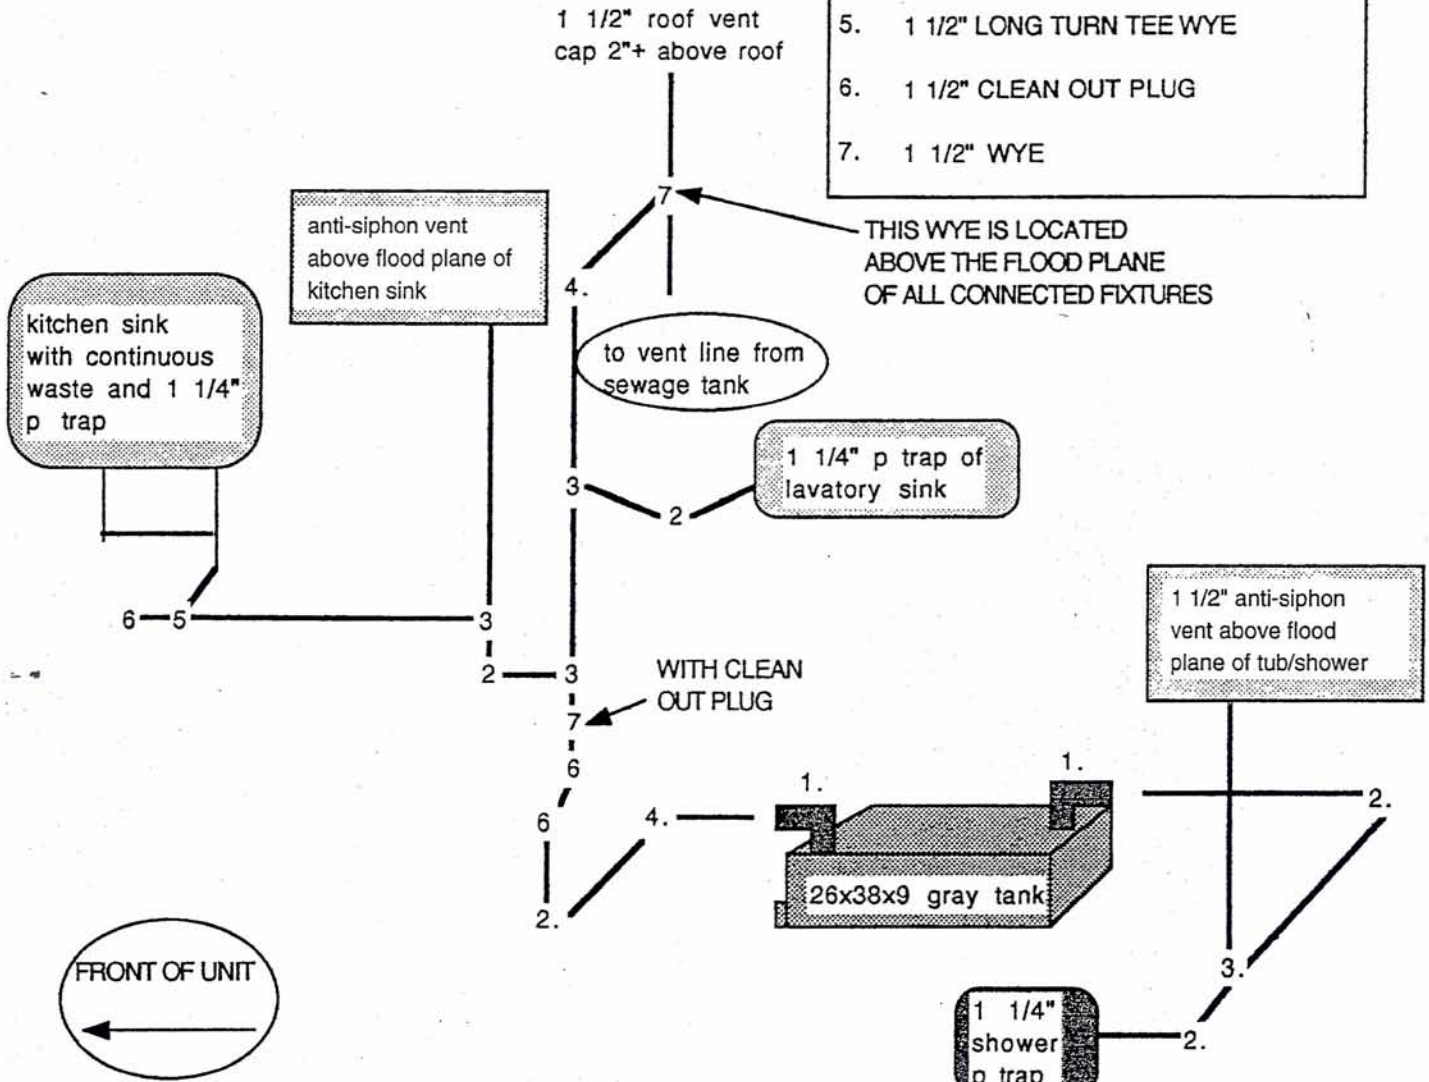 1 1/2" roof vent
cap 2"+ above roof
5. 1 1/2" LONG TURN TEE WYE
6. 1 1/2" CLEAN OUT PLUG
7. 1 1/2" WYE
7
THIS WYE IS LOCATED
ABOVE THE FLOOD PLANE
OF ALL CONNECTED FIXTURES
anti-siphon vent
above flood plane of
kitchen sink
4.
kitchen sink
with continuous
waste and 1 1/4"
p trap
to vent line from
sewage tank
1 1/4" p trap of
lavatory sink
3
2
6
5
3
1 1/2" anti-siphon
vent above flood
plane of tub/shower
2
3
WITH CLEAN
OUT PLUG
7
6
1.
1.
6
4.
2.
26x38x9 gray tank
2.
FRONT OF UNIT
3.
1 1/4"
shower
p trap
2.